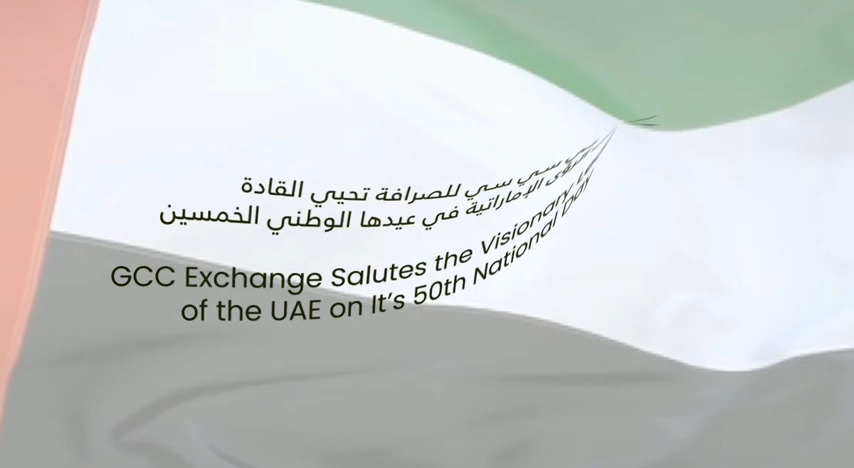 سي سي للصرافة تحيي القادة
الإماراتية في عيدها الوطني الخمسين
GCC Exchange Salutes the Visionary
of the UAE on It’s 50th National Day